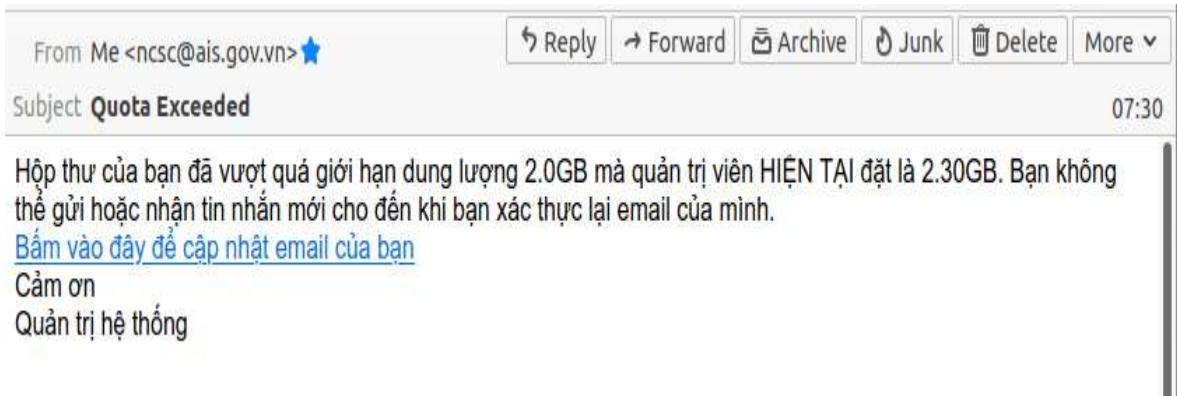 From Me <ncsc@ais.gov.vn>
Reply Forward Archive Junk Delete More
Subject Quota Exceeded 07:30
Hộp thư của bạn đã vượt quá giới hạn dung lượng 2.0GB mà quản trị viên HIỆN TẠI đặt là 2.30GB. Bạn không
thể gửi hoặc nhận tin nhắn mới cho đến khi bạn xác thực lại email của mình.
Bấm vào đây để cập nhật email của bạn
Cảm ơn
Quản trị hệ thống